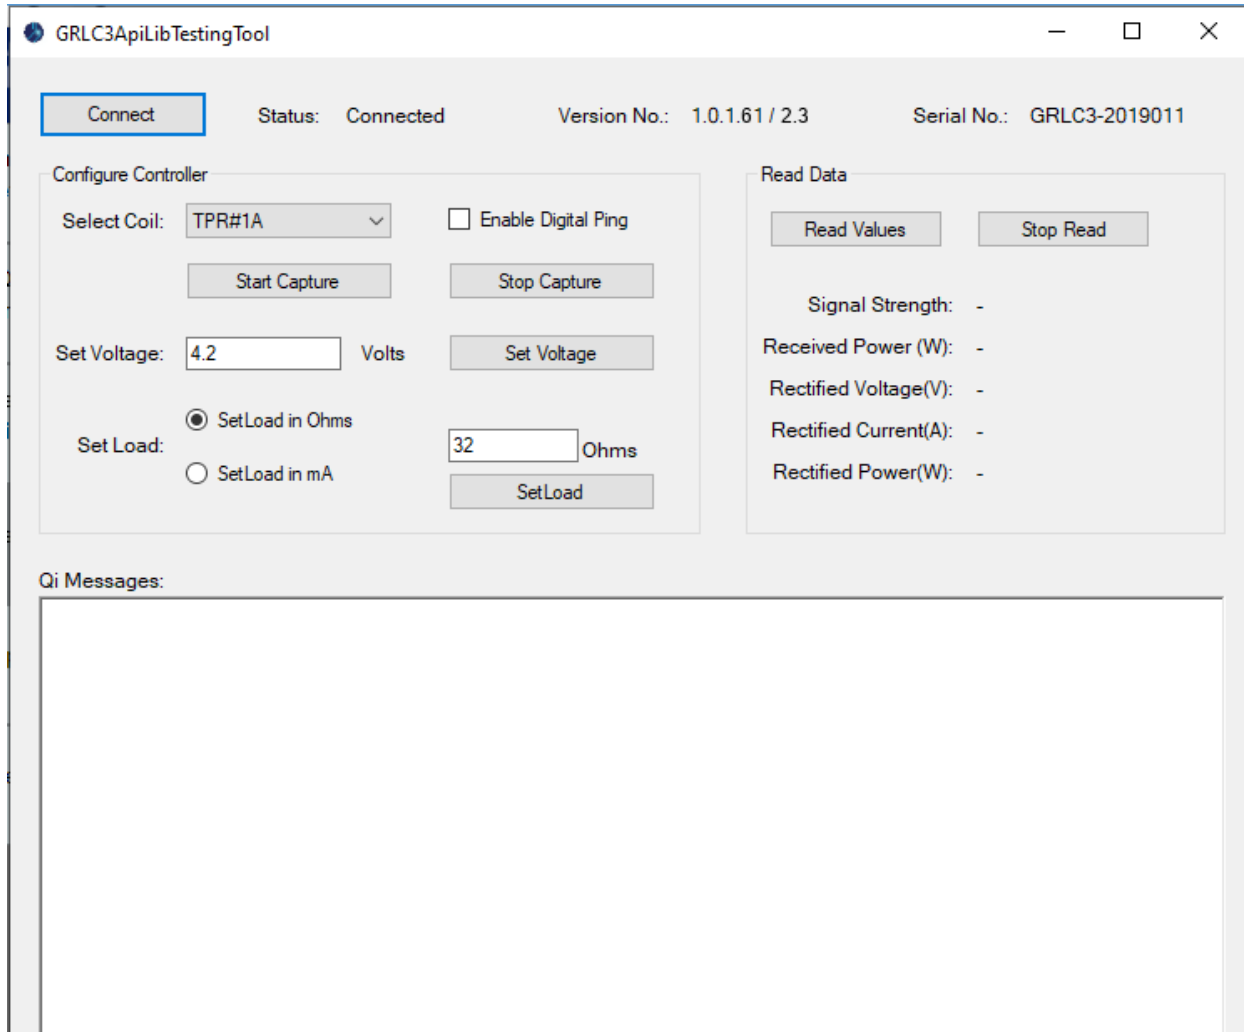 GRLC3ApiLibTestingTool
Connect Status: Connected Version No.: 1.0.1.61 / 2.3 Serial No.: GRLC3-2019011
Configure Controller
Select Coil: TPR#1A Enable Digital Ping
Start Capture Stop Capture
Set Voltage: 4.2 Volts Set Voltage
Set Load:
SetLoad in Ohms
SetLoad in mA
32 Ohms
SetLoad
Read Data
Read Values Stop Read
Signal Strength: -
Received Power (W): -
Rectified Voltage(V): -
Rectified Current(A): -
Rectified Power(W): -
Qi Messages: